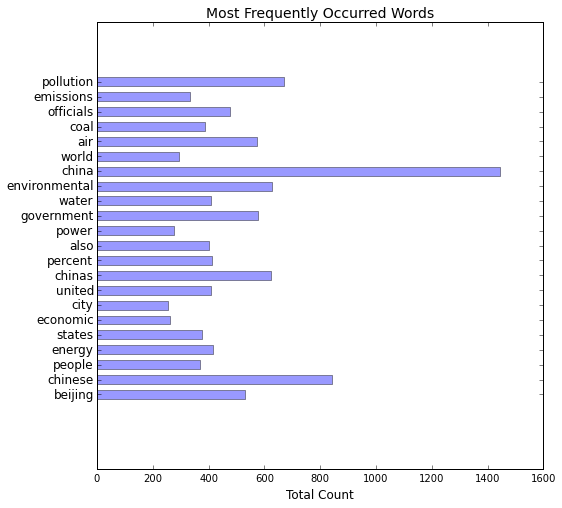 Most Frequently Occurred Words
pollution
emissions
officials
coal
air
world
china
environmental
water
government
power
also
percent
chinas
united
city
economic
states
energy
people
chinese
beijing
0 200 400 600 800 1000 1200 1400 1600
Total Count